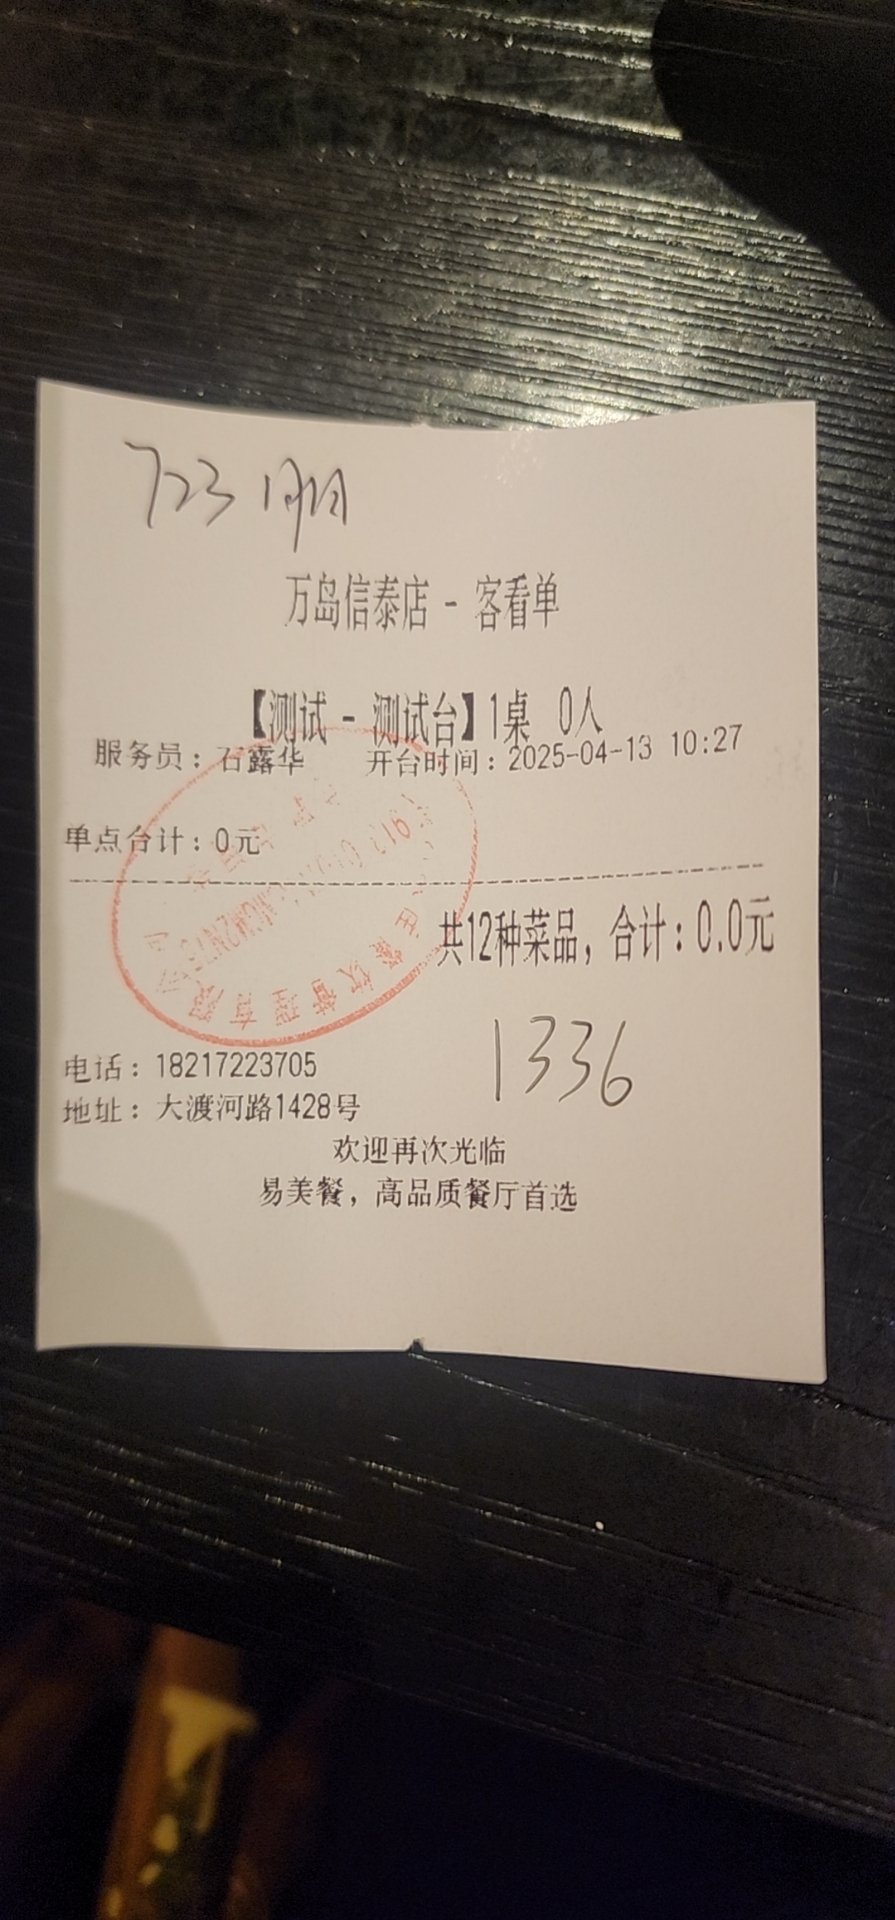 723
万岛信泰店 - 客看单
【测试 - 测试台】1桌 0人
服务员：石露华 开台时间：2025-04-13 10:27
单点合计：0元
共12种菜品，合计：0.0元
1336
电话：18217223705
地址：大渡河路1428号
欢迎再次光临
易美餐，高品质餐厅首选